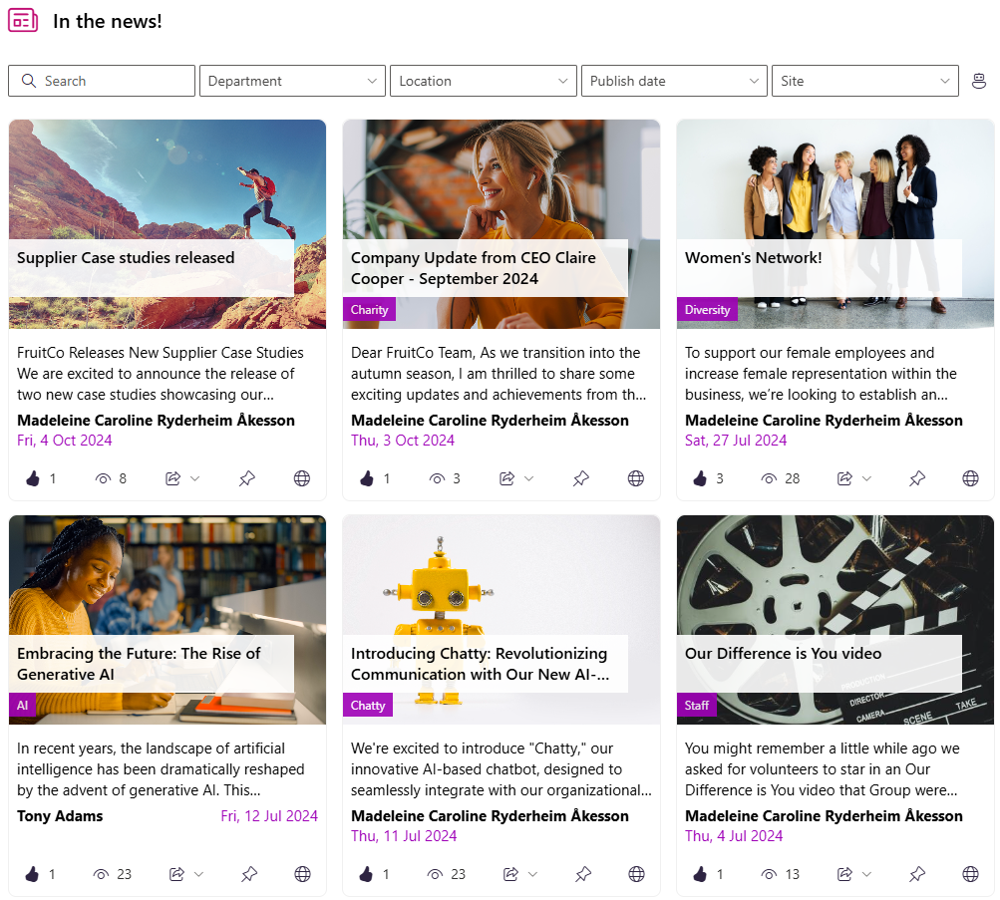 In the news!
Search
Department
Location
Publish date
Site
Supplier Case studies released
FruitCo Releases New Supplier Case Studies
We are excited to announce the release of
two new case studies showcasing our...
Madeleine Caroline Ryderheim Åkesson
Fri, 4 Oct 2024
1
8
Company Update from CEO Claire
Cooper - September 2024
Charity
Dear FruitCo Team, As we transition into the
autumn season, I am thrilled to share some
exciting updates and achievements from th...
Madeleine Caroline Ryderheim Åkesson
Thu, 3 Oct 2024
1
3
Women's Network!
Diversity
To support our female employees and
increase female representation within the
business, we’re looking to establish an...
Madeleine Caroline Ryderheim Åkesson
Sat, 27 Jul 2024
3
28
Embracing the Future: The Rise of
Generative AI
AI
In recent years, the landscape of artificial
intelligence has been dramatically reshaped
by the advent of generative AI. This...
Tony Adams Fri, 12 Jul 2024
1
23
Introducing Chatty: Revolutionizing
Communication with Our New AI-...
Chatty
We're excited to introduce "Chatty," our
innovative AI-based chatbot, designed to
seamlessly integrate with our organizational...
Madeleine Caroline Ryderheim Åkesson
Thu, 11 Jul 2024
1
23
Our Difference is You video
PRODUCTION
DIRECTOR
CAMERA
SCENE
TAKE
Staff
You might remember a little while ago we
asked for volunteers to star in an Our
Difference is You video that Group were...
Madeleine Caroline Ryderheim Åkesson
Thu, 4 Jul 2024
1
13